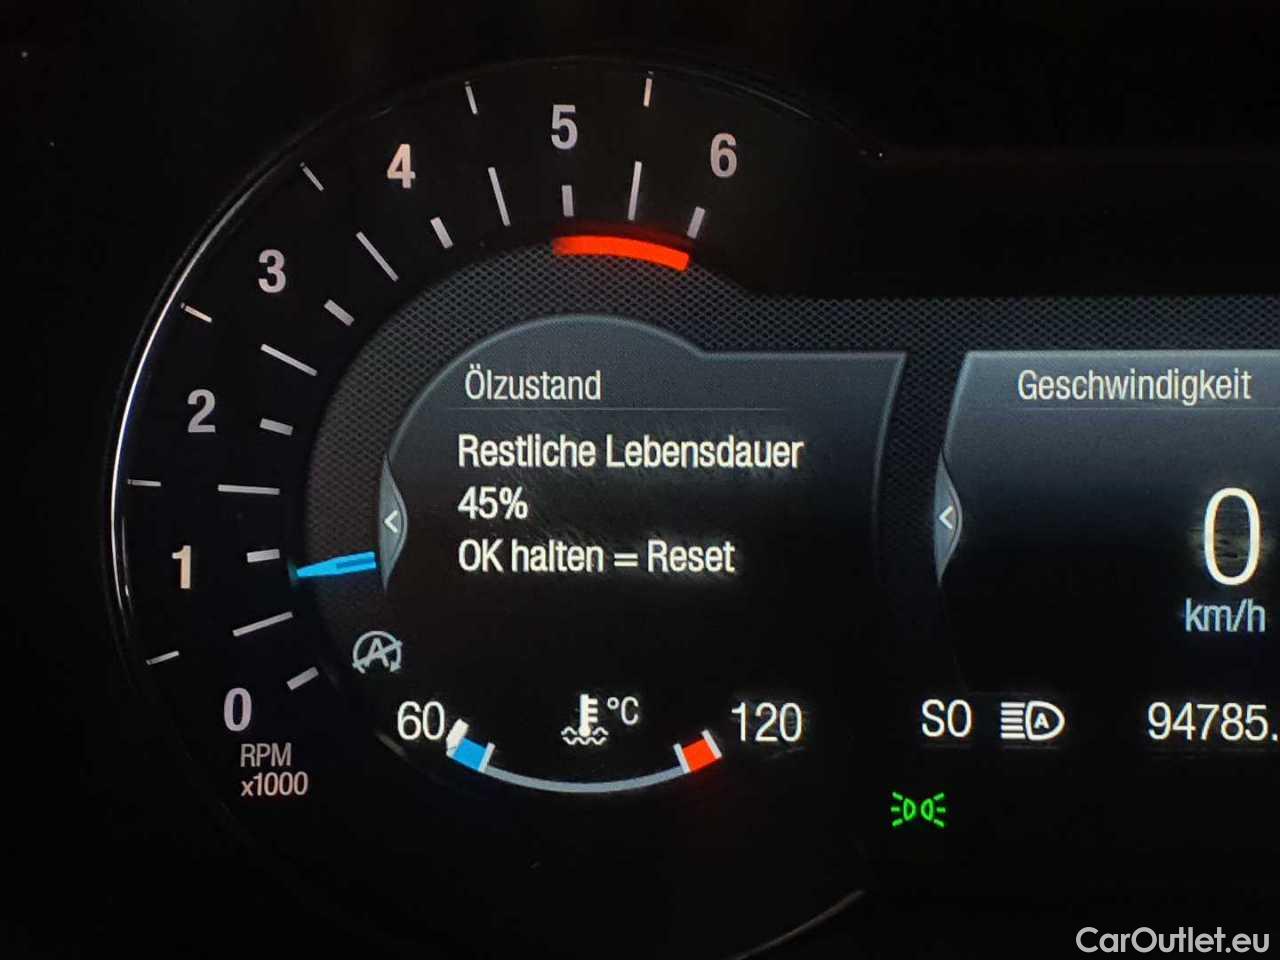 5
6
4
3
2
1
0
RPM
x1000
Ölzustand
Restliche Lebensdauer
45%
OK halten = Reset
60
°C
120
Geschwindigkeit
0
km/h
SO
A
94785.
A
CarOutlet.eu